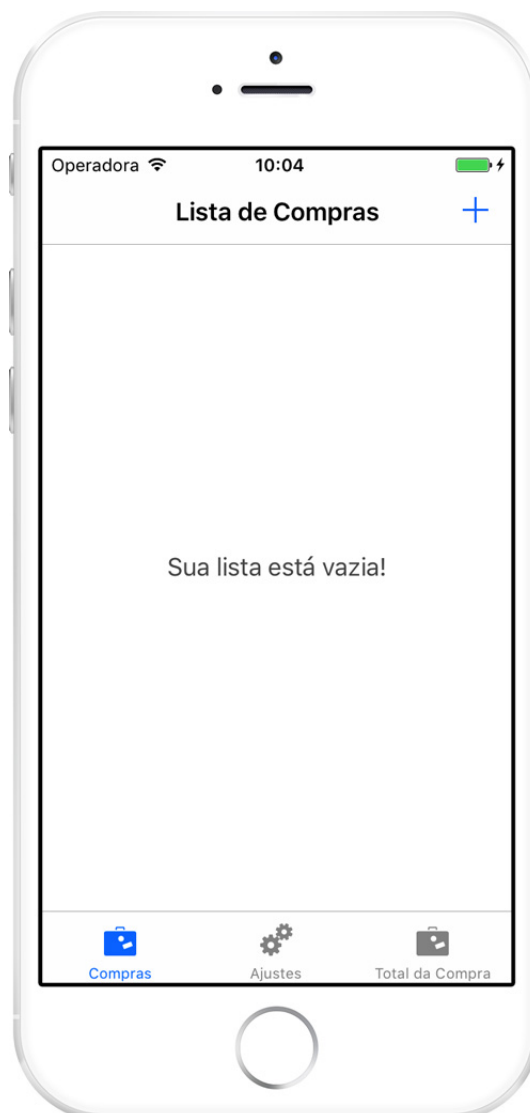 Operadora 10:04
Lista de Compras +
Sua lista está vazia!
Compras Ajustes Total da Compra